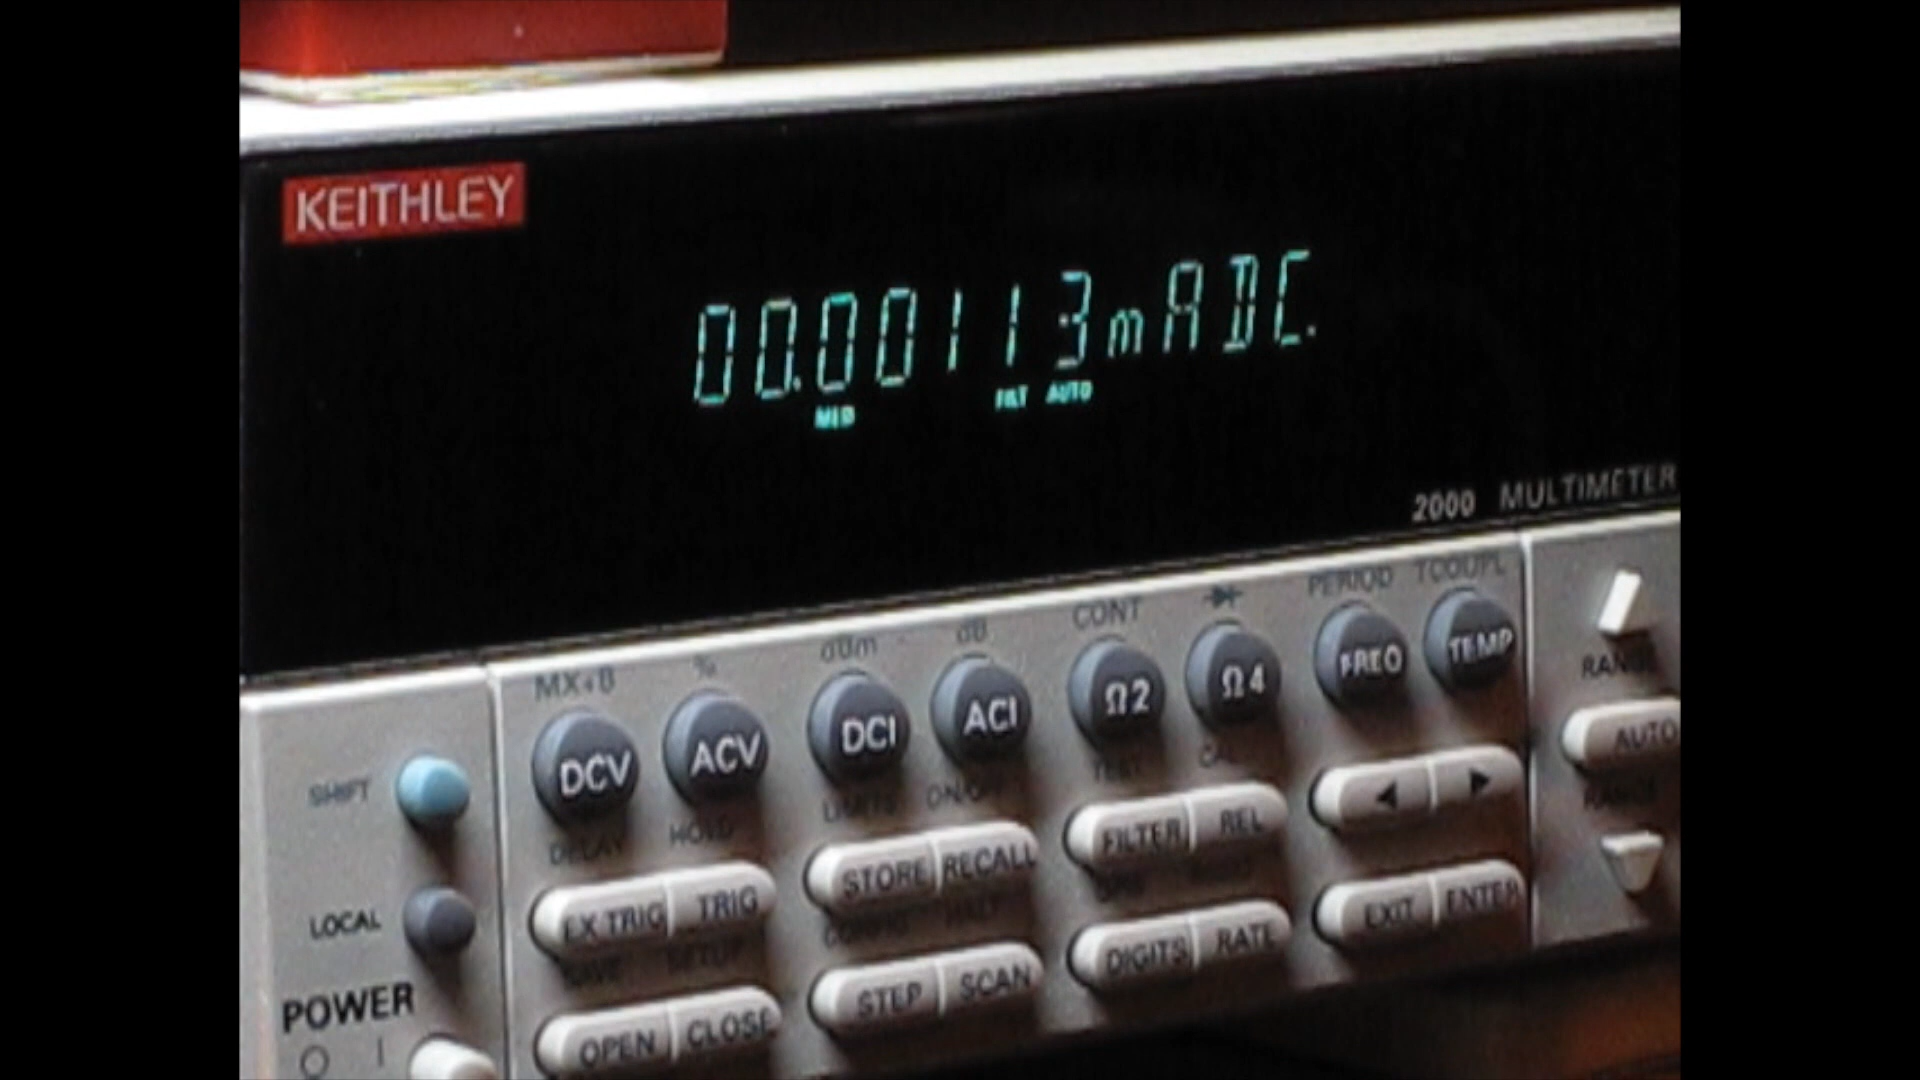 KEITHLEY
00.00113mADC.
MED FILT AUTO
2000 MULTIMETER
PERIOD TCOUPL
CONT
MX+B % dBm dB
DCV ACV DCI ACI Ω2 Ω4 FREQ TEMP
RANGE
AUTO
SHIFT
DELAY HOLD LIMITS ON/OFF TEST CAL
EX TRIG TRIG STORE RECALL FILTER REL
RANGE
LOCAL
SAVE SETUP CONFIG HALT
OPEN CLOSE STEP SCAN DIGITS RATE EXIT ENTER
POWER
O I